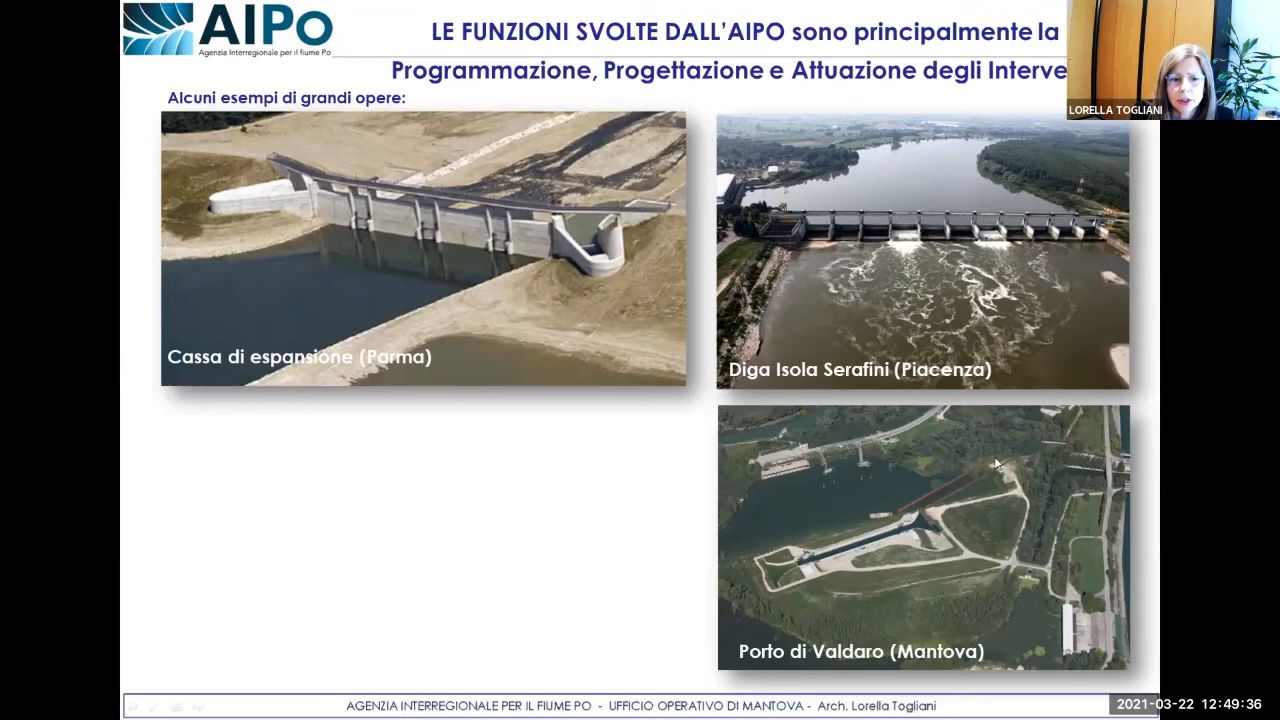 AIPo
Agenzia Interregionale per il fiume Po
LE FUNZIONI SVOLTE DALL'AIPO sono principalmente la
Programmazione, Progettazione e Attuazione degli Interve
LORELLA TOGLIANI
Alcuni esempi di grandi opere:
Cassa di espansione (Parma)
Diga Isola Serafini (Piacenza)
Porto di Valdaro (Mantova)
AGENZIA INTERREGIONALE PER IL FIUME PO - UFFICIO OPERATIVO DI MANTOVA - Arch. Lorella Togliani
2021-03-22 12:49:36